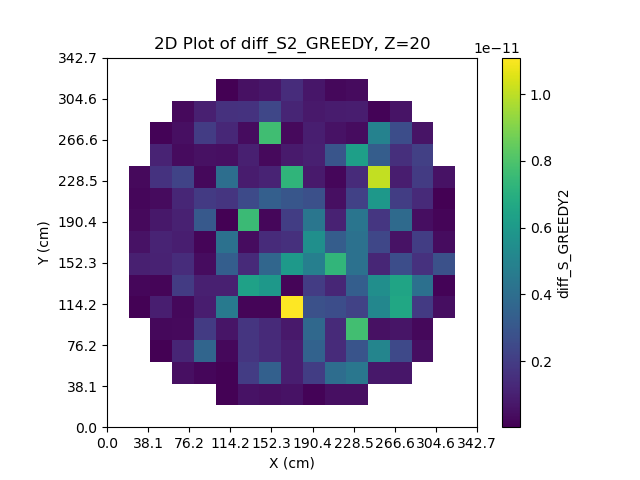 2D Plot of diff_S2_GREEDY, Z=20
1e−11
342.7
304.6
266.6
228.5
190.4
152.3
114.2
76.2
38.1
0.0
Y (cm)
0.0 38.1 76.2 114.2 152.3 190.4 228.5 266.6 304.6 342.7
X (cm)
1.0
0.8
0.6
0.4
0.2
diff_S_GREEDY2